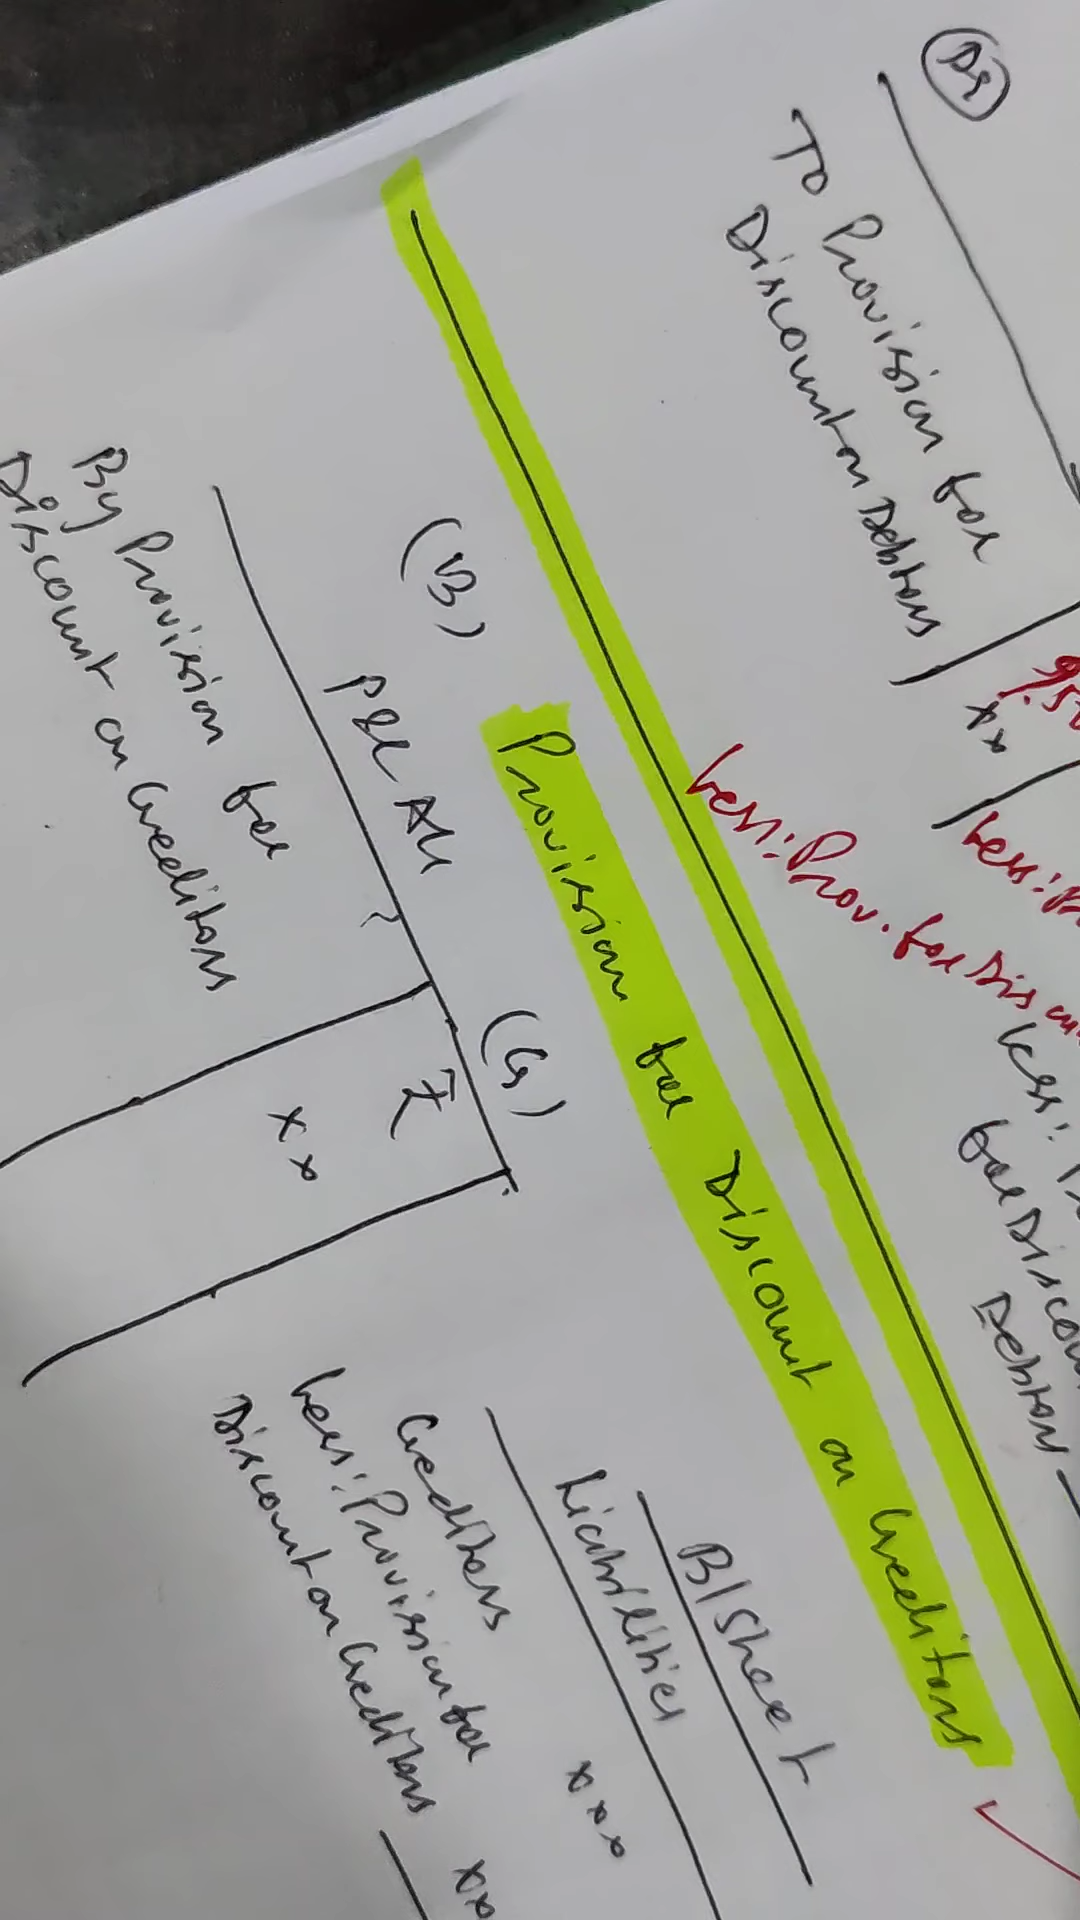 Dr
To Provision for
Discount on Debtors
xx
Less: Prov. for Dis
Less:
Less:
for Discou
Debtors
(B) Provision for Discount on Creditors
P&L A/c (Cr)
₹
By Provision for
Discount on Creditors
xx
B/Sheet
Liabilities
Creditors xxx
Less: Provision for
Discount on Creditors xxx